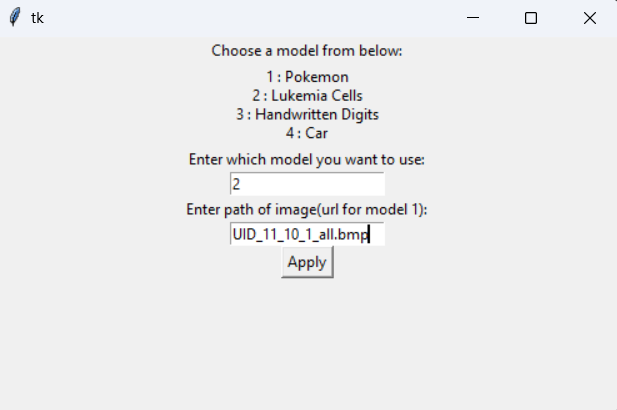 tk
Choose a model from below:
1 : Pokemon
2 : Lukemia Cells
3 : Handwritten Digits
4 : Car
Enter which model you want to use:
2
Enter path of image(url for model 1):
UID_11_10_1_all.bmp
Apply